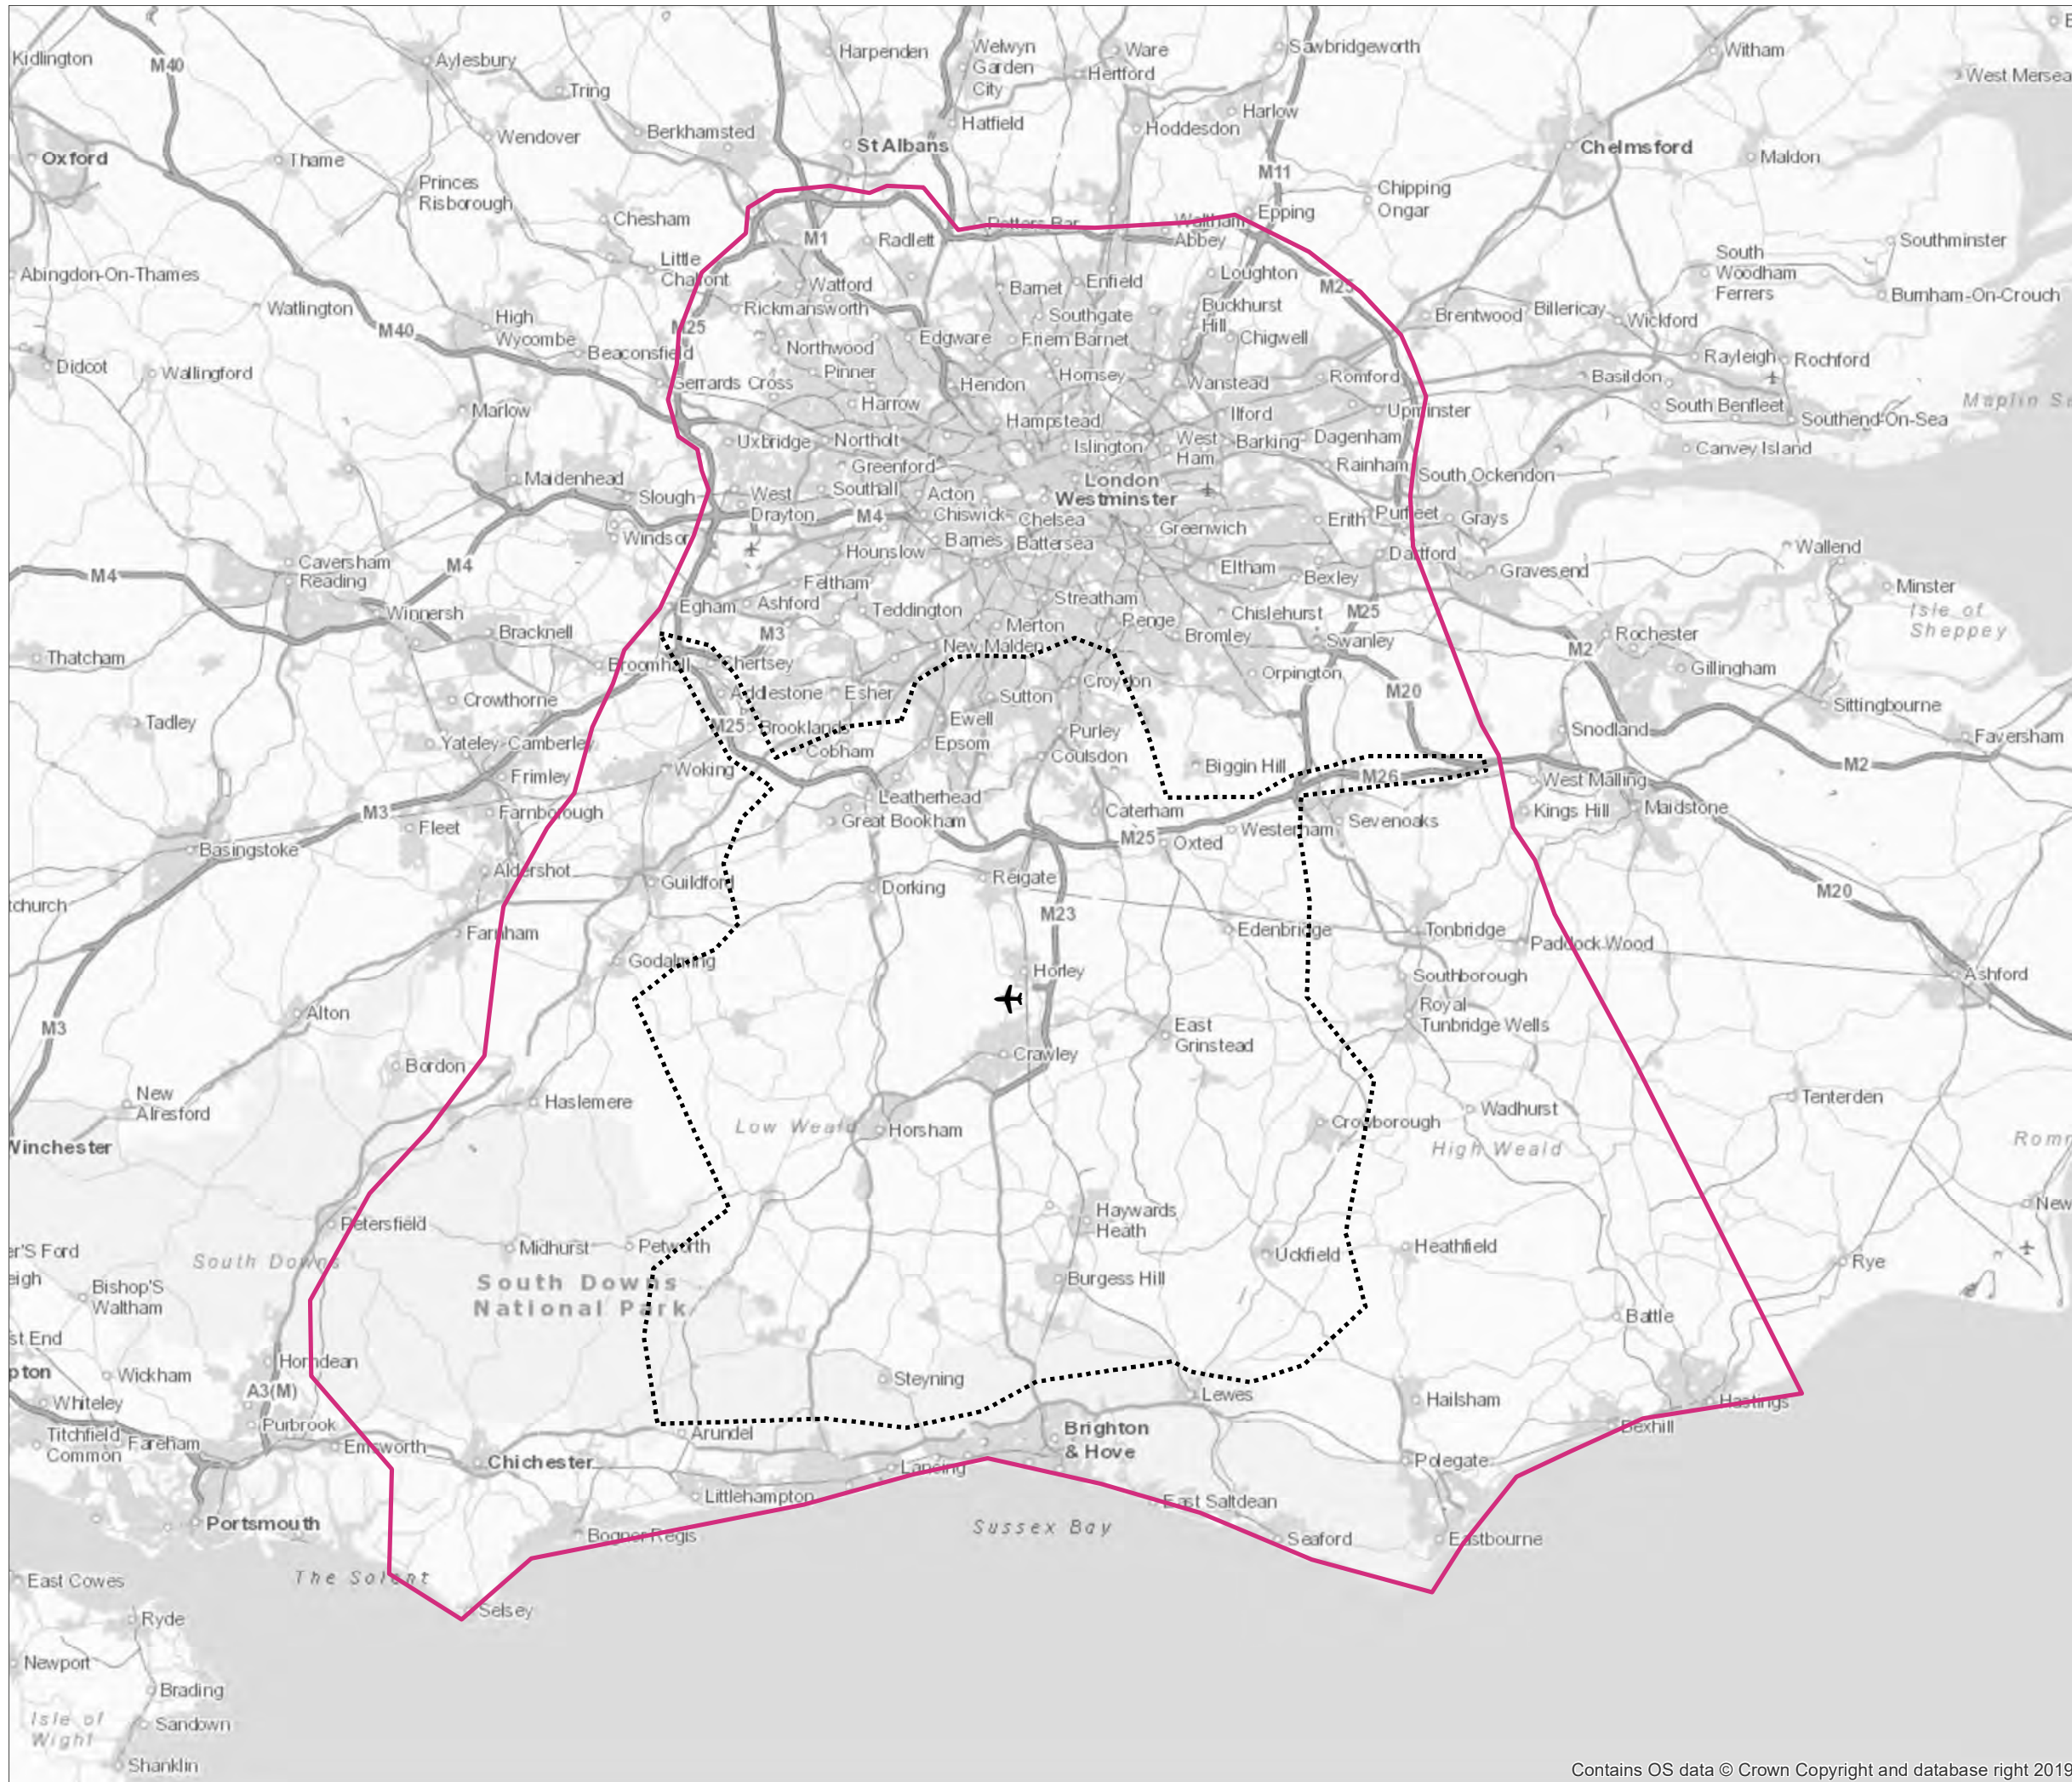 Kidlington
M40
Aylesbury
Harpenden
Welwyn
Garden
City
Ware
Hertford
Sawbridgeworth
Witham
West Mersea
Tring
Wendover
Berkhamsted
St Albans
Hatfield
Hoddesdon
Harlow
Chelmsford
Maldon
Oxford
Thame
Princes
Risborough
Chesham
M11
Chipping
Ongar
Epping
Potters Bar
Waltham
Abbey
Little
Chalfont
M1
Radlett
Abingdon-On-Thames
Watlington
M40
High
Wycombe
Beaconsfield
M25
Watford
Rickmansworth
Barnet
Enfield
Loughton
M25
Southgate
Buckhurst
Hill
Chigwell
Brentwood
Billericay
Wickford
South
Woodham
Ferrers
Southminster
Burnham-On-Crouch
Didcot
Wallingford
Marlow
Gerrards Cross
Northwood
Pinner
Harrow
Edgware
Friern Barnet
Hendon
Hornsey
Wanstead
Romford
Upminster
Basildon
Rayleigh
Rochford
South Benfleet
Southend-On-Sea
Canvey Island
Uxbridge
Northolt
Hampstead
Islington
West
Ham
Ilford
Barking
Dagenham
Rainham
South Ockendon
Maidenhead
Slough
West
Drayton
Greenford
Southall
Acton
London
Westminster
M4
Chiswick
Chelsea
Greenwich
Erith
Purfleet
Grays
Windsor
Hounslow
Barnes
Battersea
Dartford
Gravesend
Wallend
Minster
Isle of
Sheppey
Caversham
Reading
M4
M4
Winnersh
Bracknell
Egham
Ashford
Feltham
Teddington
Streatham
Eltham
Bexley
Chislehurst
M25
M3
Merton
Penge
Bromley
Swanley
M2
Rochester
Gillingham
Thatcham
Broomhall
Chertsey
New Malden
Orpington
M20
Crowthorne
Addlestone
Esher
Sutton
Croydon
Sittingbourne
Tadley
Yateley
Camberley
M25
Brooklands
Cobham
Ewell
Epsom
Purley
Coulsdon
Biggin Hill
M26
Snodland
West Malling
M2
Faversham
Frimley
Woking
M3
Farnborough
Fleet
Leatherhead
Great Bookham
Caterham
M25
Oxted
Westerham
Sevenoaks
Kings Hill
Maidstone
Basingstoke
Aldershot
Guildford
Dorking
Reigate
M20
Farnham
Godalming
M23
Edenbridge
Tonbridge
Paddock Wood
Ashford
Horley
Southborough
Royal
Tunbridge Wells
M3
Alton
Bordon
Crawley
East
Grinstead
New
Alresford
Haslemere
Low Weald
Horsham
Crowborough
Wadhurst
High Weald
Tenterden
Petersfield
Midhurst
Petworth
South Downs
South Downs
National Park
Haywards
Heath
Uckfield
Heathfield
Burgess Hill
Rye
Bishop'S
Waltham
Battle
Horndean
A3(M)
Wickham
Whiteley
Purbrook
Titchfield
Common
Fareham
Emsworth
Steyning
Lewes
Hailsham
Hastings
Bexhill
Chichester
Arundel
Brighton
& Hove
Lancing
Polegate
Littlehampton
Portsmouth
Bognor Regis
East Saltdean
Seaford
Eastbourne
Sussex Bay
The Solent
Selsey
East Cowes
Ryde
Newport
Brading
Isle of
Wight
Sandown
Shanklin
Contains OS data © Crown Copyright and database right 2019